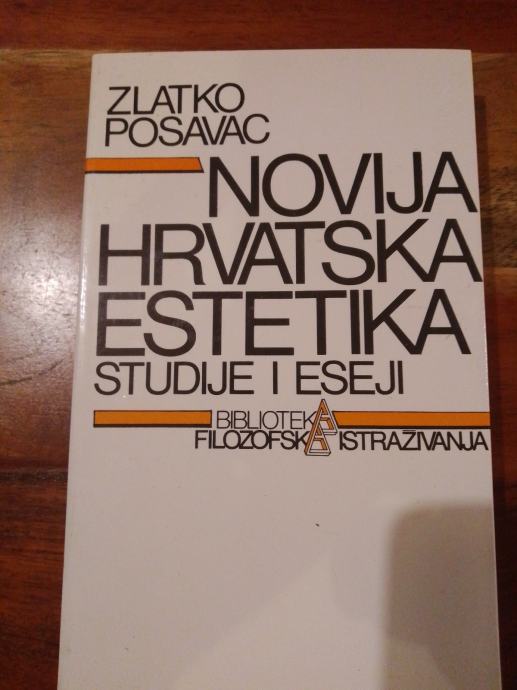 ZLATKO
POSAVAC
NOVIJA
HRVATSKA
ESTETIKA
STUDIJE I ESEJI
BIBLIOTEKA
FILOZOFSKA ISTRAŽIVANJA